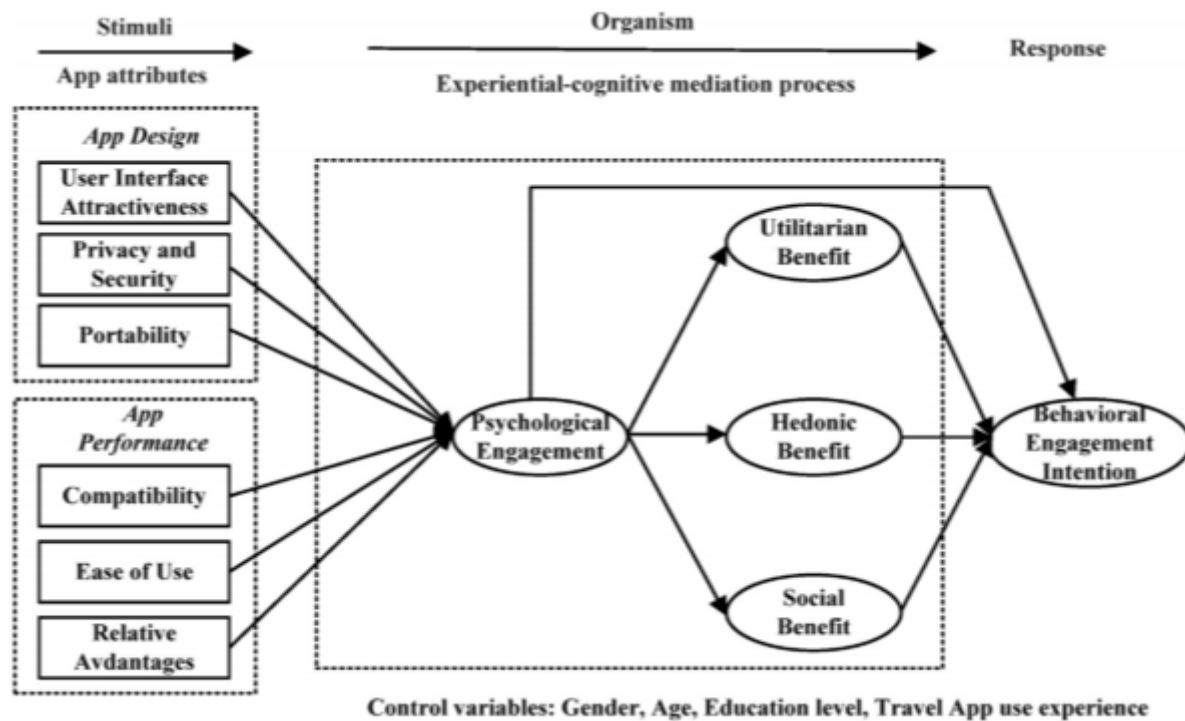 Stimuli
App attributes
Organism
Experiential-cognitive mediation process
Response
App Design
User Interface
Attractiveness
Privacy and
Security
Portability
App
Performance
Compatibility
Ease of Use
Relative
Avdantages
Psychological
Engagement
Utilitarian
Benefit
Hedonic
Benefit
Social
Benefit
Behavioral
Engagement
Intention
Control variables: Gender, Age, Education level, Travel App use experience